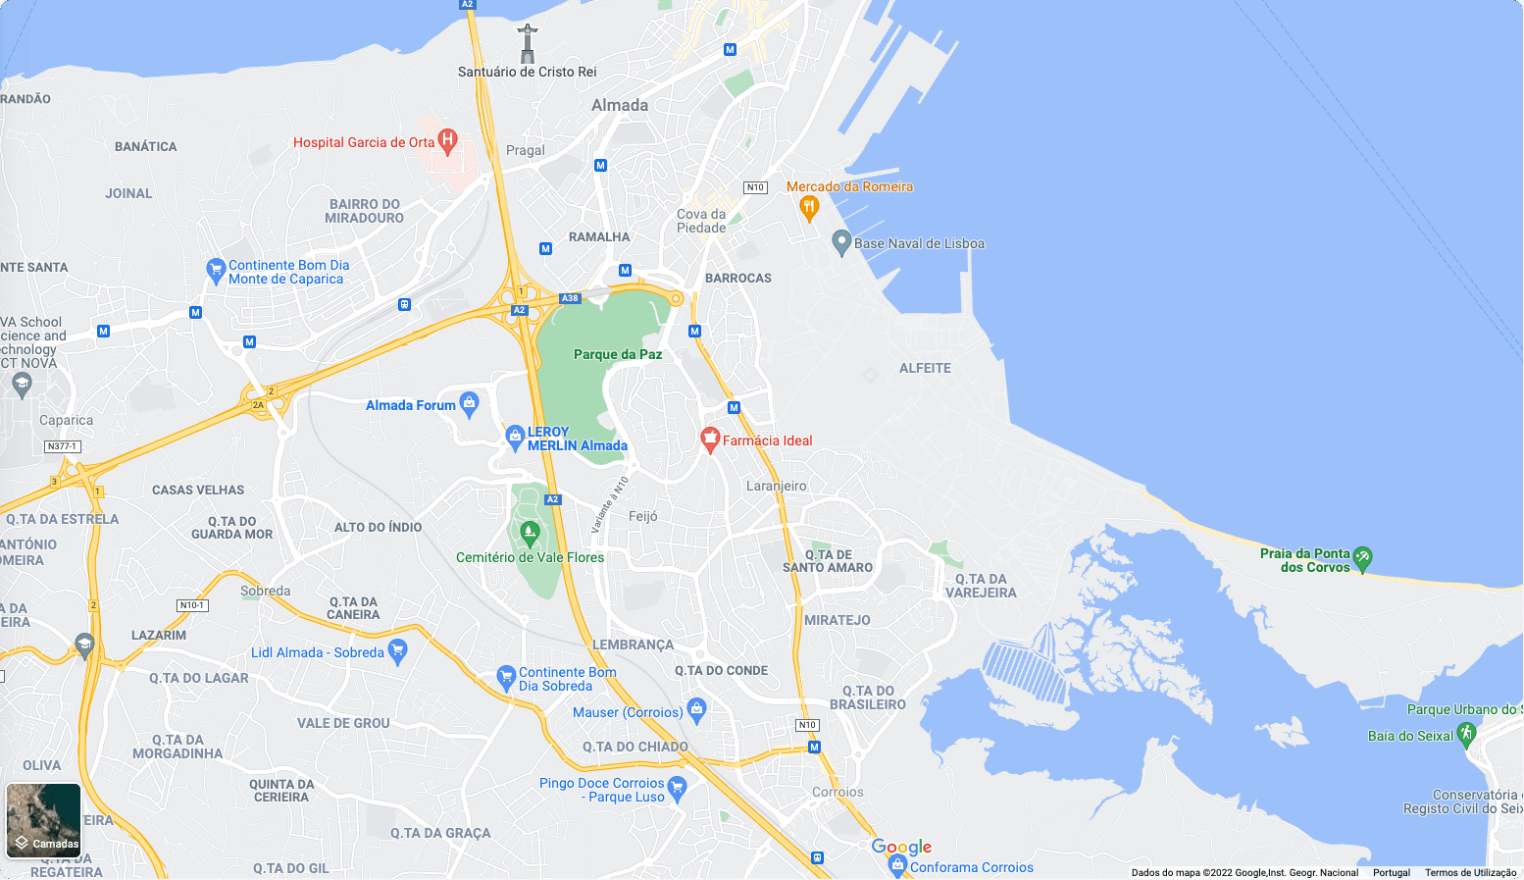 A2
Santuário de Cristo Rei
M
RANDÃO
Almada
BANÁTICA
Hospital Garcia de Orta
H
Pragal
M
JOINAL
N10
Mercado da Romeira
BAIRRO DO
MIRADOURO
Cova da
Piedade
RAMALHA
M
Base Naval de Lisboa
NTE SANTA
Continente Bom Dia
Monte de Caparica
M
BARROCAS
1
A38
A2
M
M
M
M
VA School
cience and
echnology
CT NOVA
Parque da Paz
ALFEITE
2
2A
Almada Forum
M
Caparica
LEROY
MERLIN Almada
Farmácia Ideal
N377-1
3
1
CASAS VELHAS
Laranjeiro
A2
Variante à N10
Q.TA DA ESTRELA
Q.TA DO
GUARDA MOR
ALTO DO ÍNDIO
Feijó
ANTÓNIO
OMEIRA
Cemitério de Vale Flores
Q.TA DE
SANTO AMARO
Praia da Ponta
dos Corvos
Sobreda
Q.TA DA
VAREJEIRA
N10-1
2
A DA
EIRA
Q.TA DA
CANEIRA
MIRATEJO
LAZARIM
LEMBRANÇA
Lidl Almada - Sobreda
Q.TA DO LAGAR
Continente Bom
Dia Sobreda
Q.TA DO CONDE
Q.TA DO
BRASILEIRO
Mauser (Corroios)
Parque Urbano do S
VALE DE GROU
N10
Baía do Seixal
Q.TA DA
MORGADINHA
Q.TA DO CHIADO
M
OLIVA
QUINTA DA
CERIEIRA
Pingo Doce Corroios
- Parque Luso
Corroios
Conservatória
Registo Civil do Seix
TEIRA
Q.TA DA GRAÇA
Camadas
Google
Q.TA DA
REGATEIRA
Q.TA DO GIL
Conforama Corroios
Dados do mapa ©2022 Google,Inst. Geogr. Nacional
Portugal
Termos de Utilização